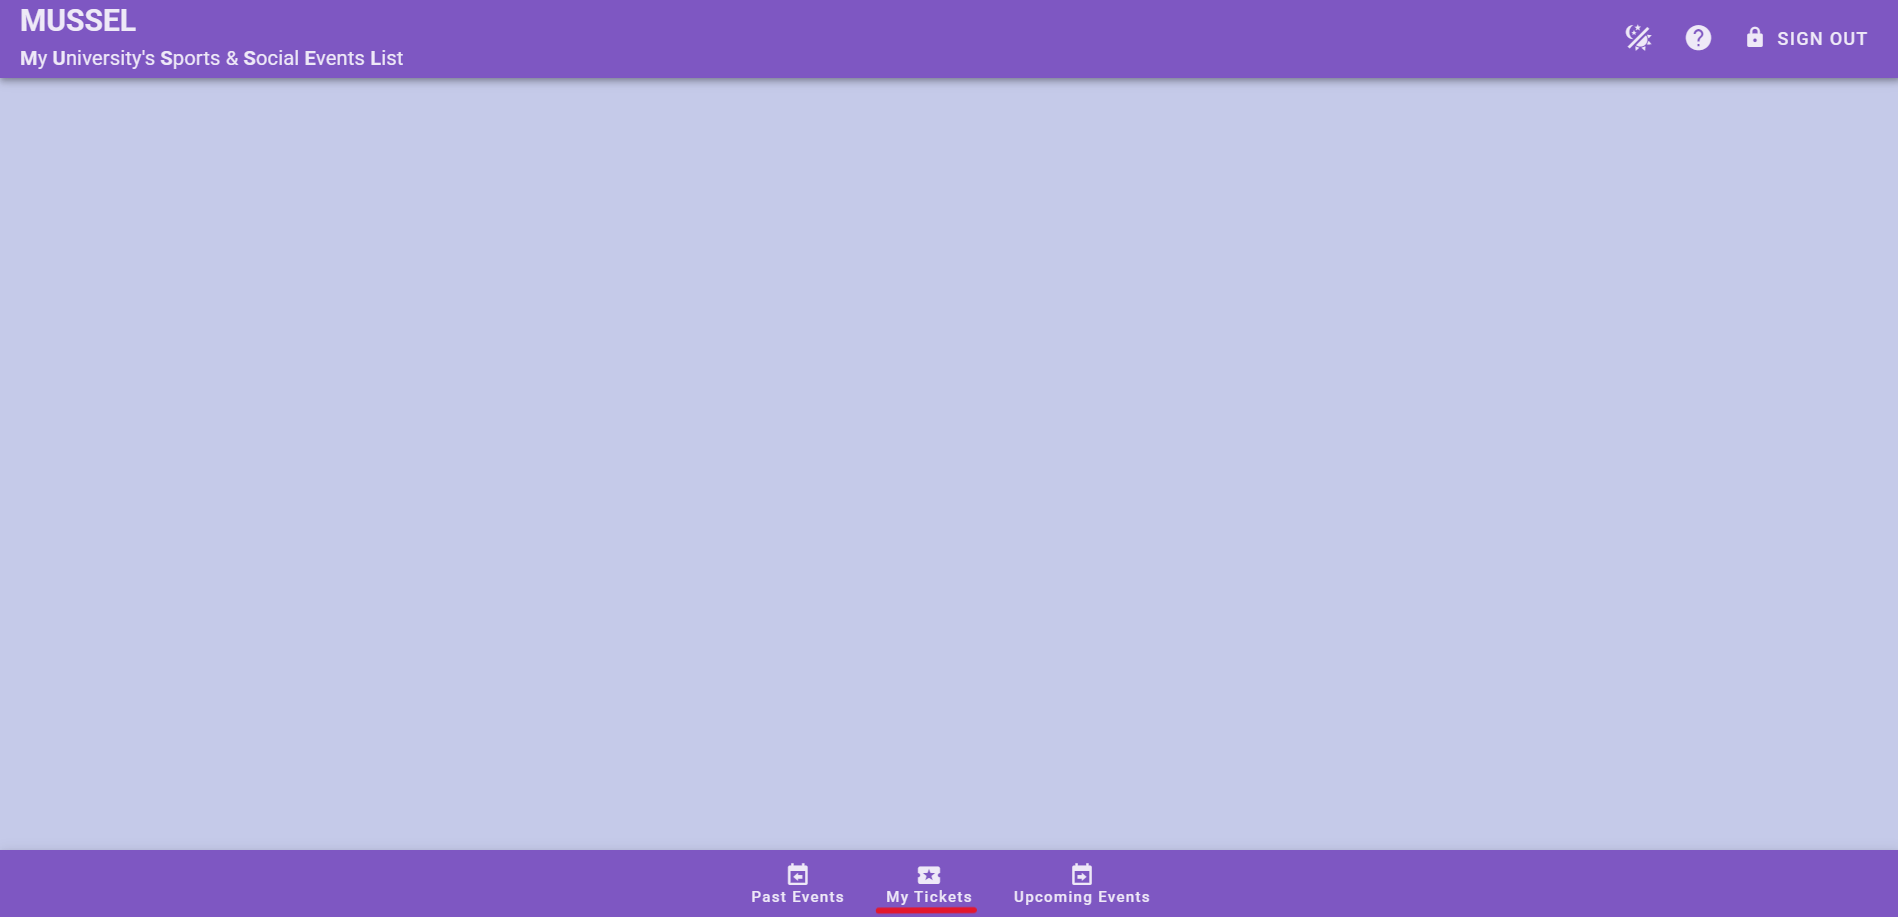 MUSSEL
My University's Sports & Social Events List
SIGN OUT
Past Events
My Tickets
Upcoming Events